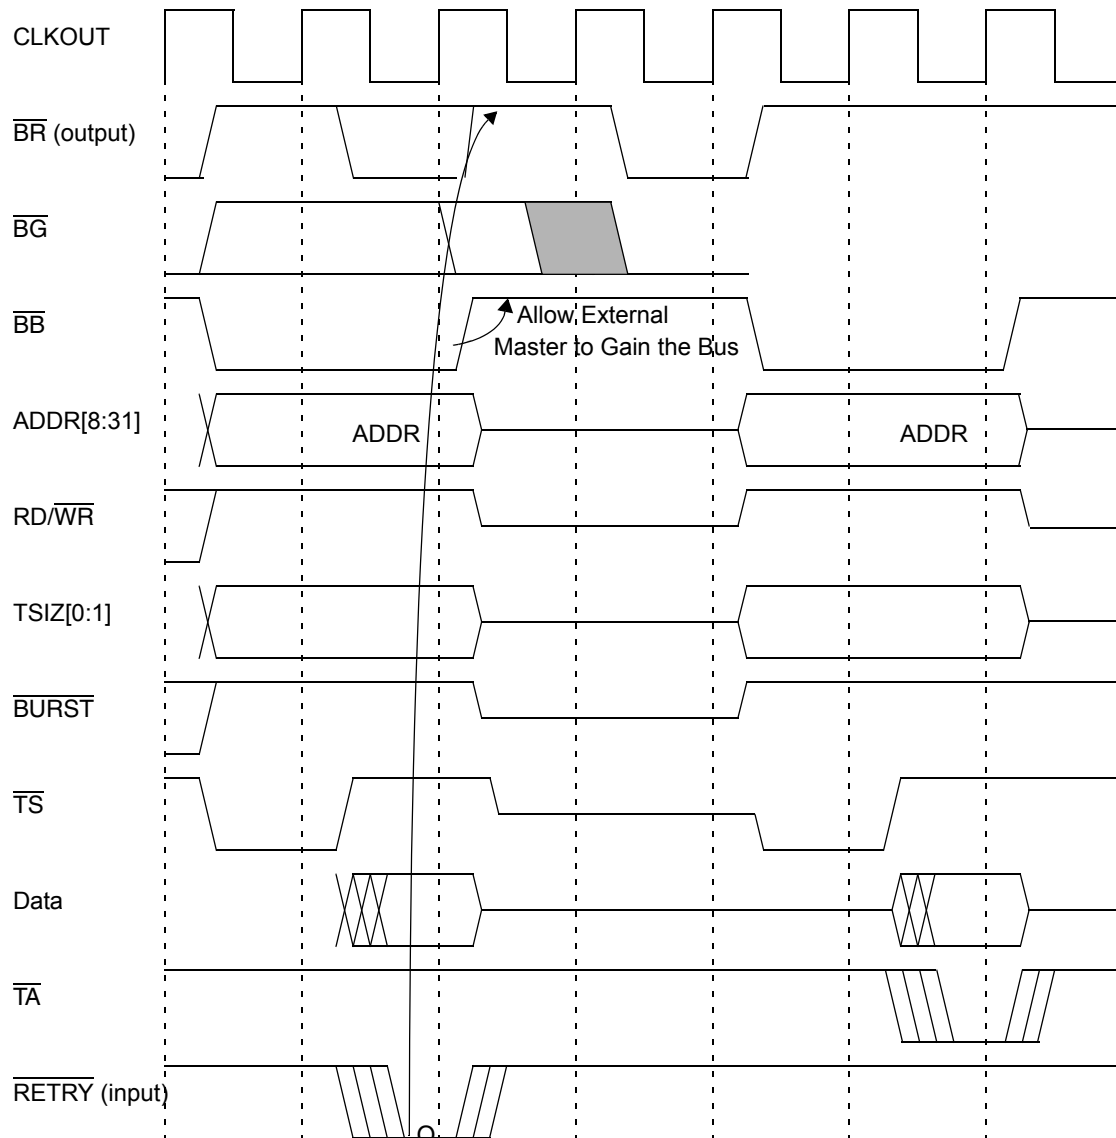 CLKOUT
BR (output)
BG
BB
Allow External
Master to Gain the Bus
ADDR[8:31]
ADDR
ADDR
RD/WR
TSIZ[0:1]
BURST
TS
Data
TA
RETRY (input)
O